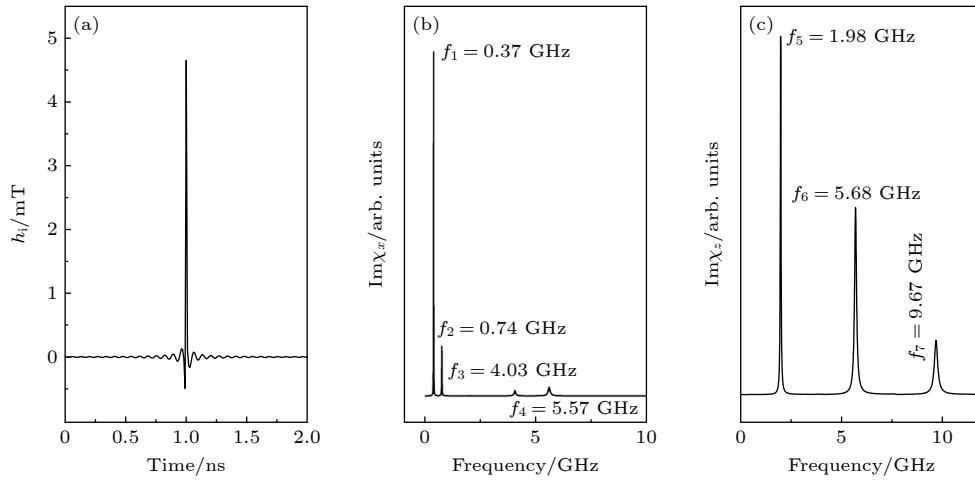 (a)
5
4
3
2
1
0
h_i/mT
0 0.5 1.0 1.5 2.0
Time/ns
(b)
f_1 = 0.37 GHz
f_2 = 0.74 GHz
f_3 = 4.03 GHz
f_4 = 5.57 GHz
Imχ_x/arb. units
0 5 10
Frequency/GHz
(c)
f_5 = 1.98 GHz
f_6 = 5.68 GHz
f_7 = 9.67 GHz
Imχ_z/arb. units
0 5 10
Frequency/GHz